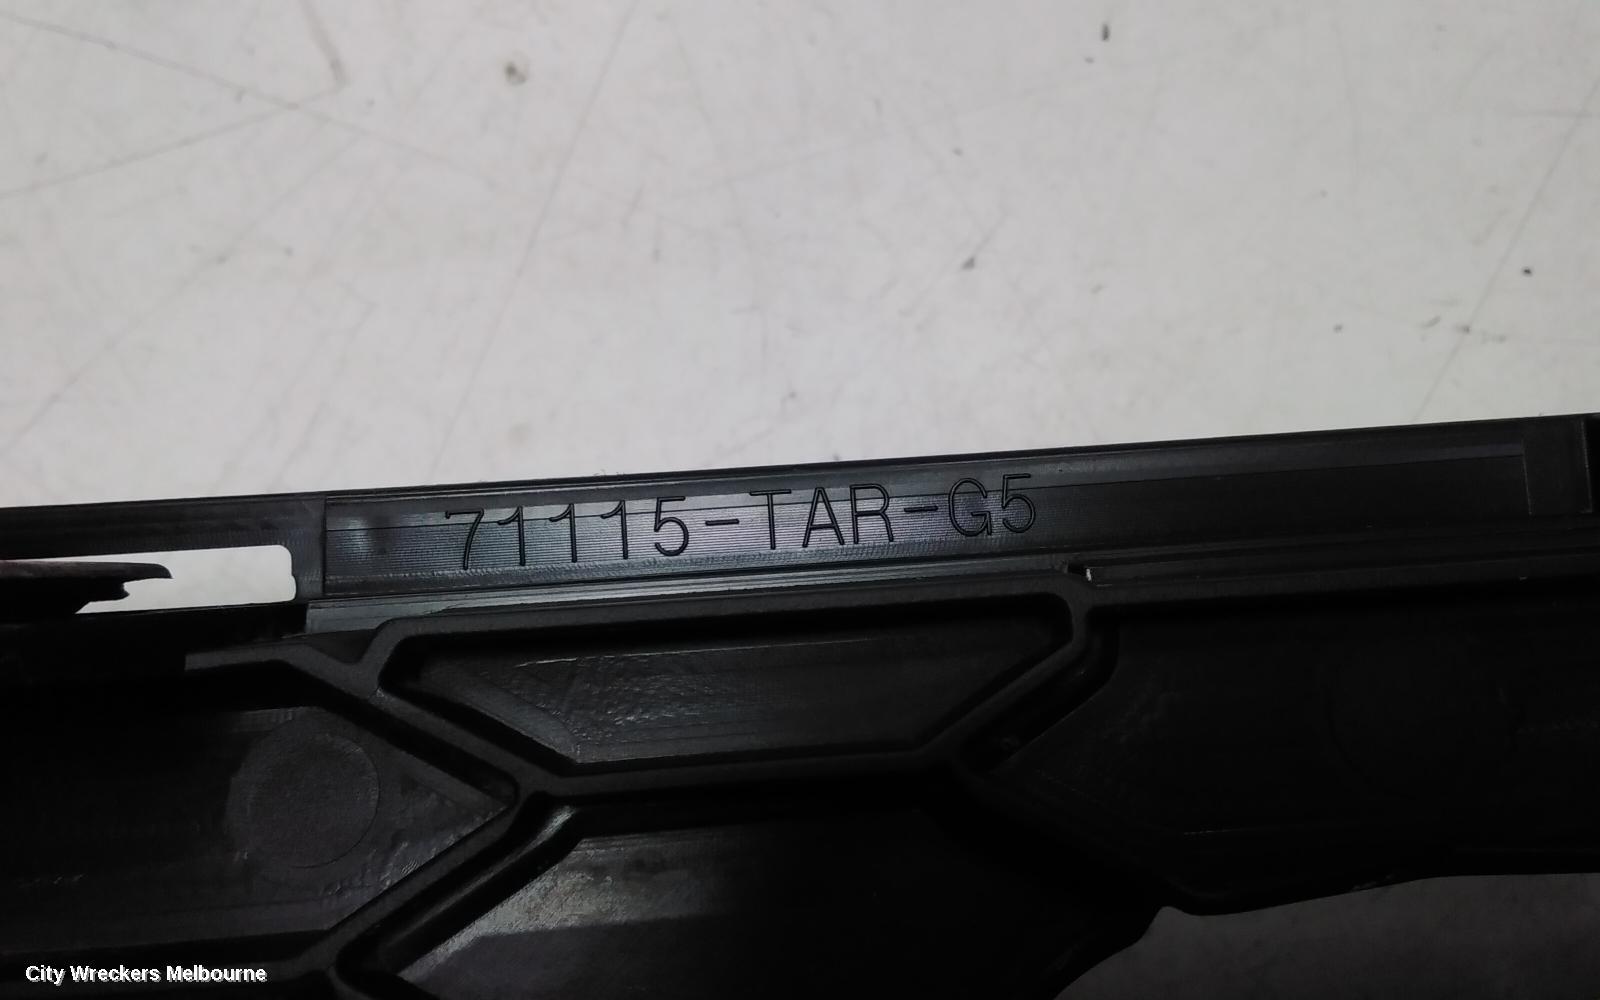 71115-TAR-G5
City Wreckers Melbourne